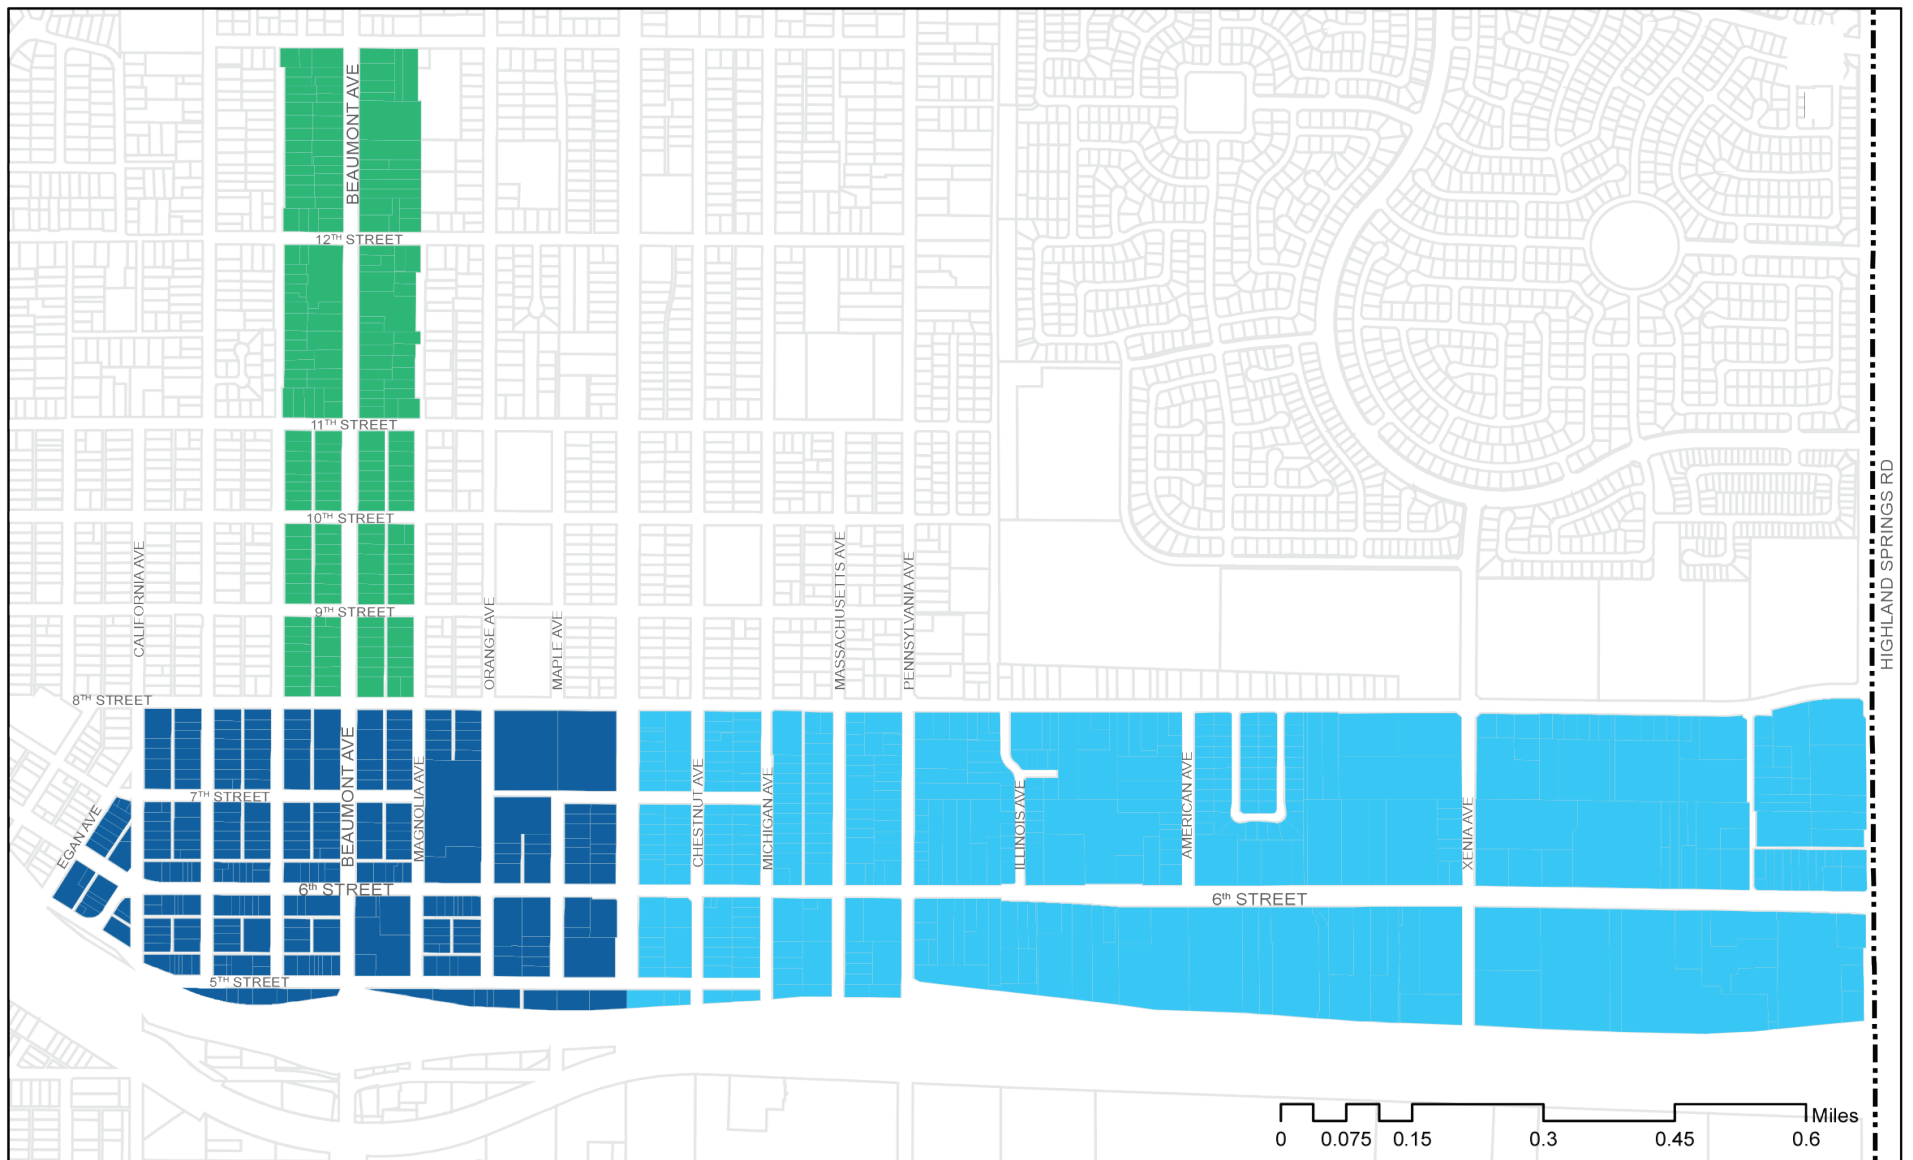 BEAUMONT AVE
12TH STREET
11TH STREET
10TH STREET
9TH STREET
CALIFORNIA AVE
ORANGE AVE
MAPLE AVE
MASSACHUSETTS AVE
PENNSYLVANIA AVE
HIGHLAND SPRINGS RD
8TH STREET
7TH STREET
EGAN AVE
BEAUMONT AVE
MAGNOLIA AVE
CHESTNUT AVE
MICHIGAN AVE
ILLINOIS AVE
AMERICAN AVE
XENIA AVE
6th STREET
6th STREET
5TH STREET
Miles
0 0.075 0.15 0.3 0.45 0.6